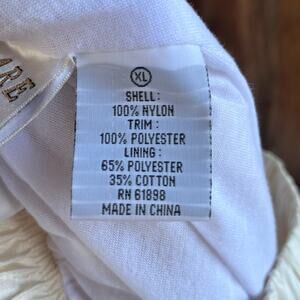 XL
SHELL:
100% NYLON
TRIM:
100% POLYESTER
LINING:
65% POLYESTER
35% COTTON
RN 61898
MADE IN CHINA